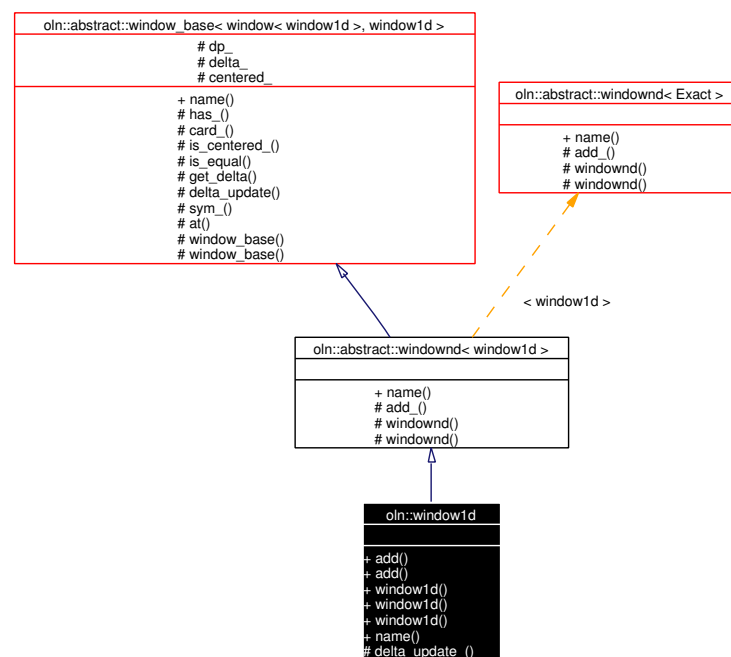 oln::abstract::window_base< window< window1d >, window1d >
# dp_
# delta_
# centered_
+ name()
# has_()
# card_()
# is_centered_()
# is_equal()
# get_delta()
# delta_update()
# sym_()
# at()
# window_base()
# window_base()
oln::abstract::windownd< Exact >
+ name()
# add_()
# windownd()
# windownd()
< window1d >
oln::abstract::windownd< window1d >
+ name()
# add_()
# windownd()
# windownd()
oln::window1d
+ add()
+ add()
+ window1d()
+ window1d()
+ window1d()
+ name()
# delta_update_()